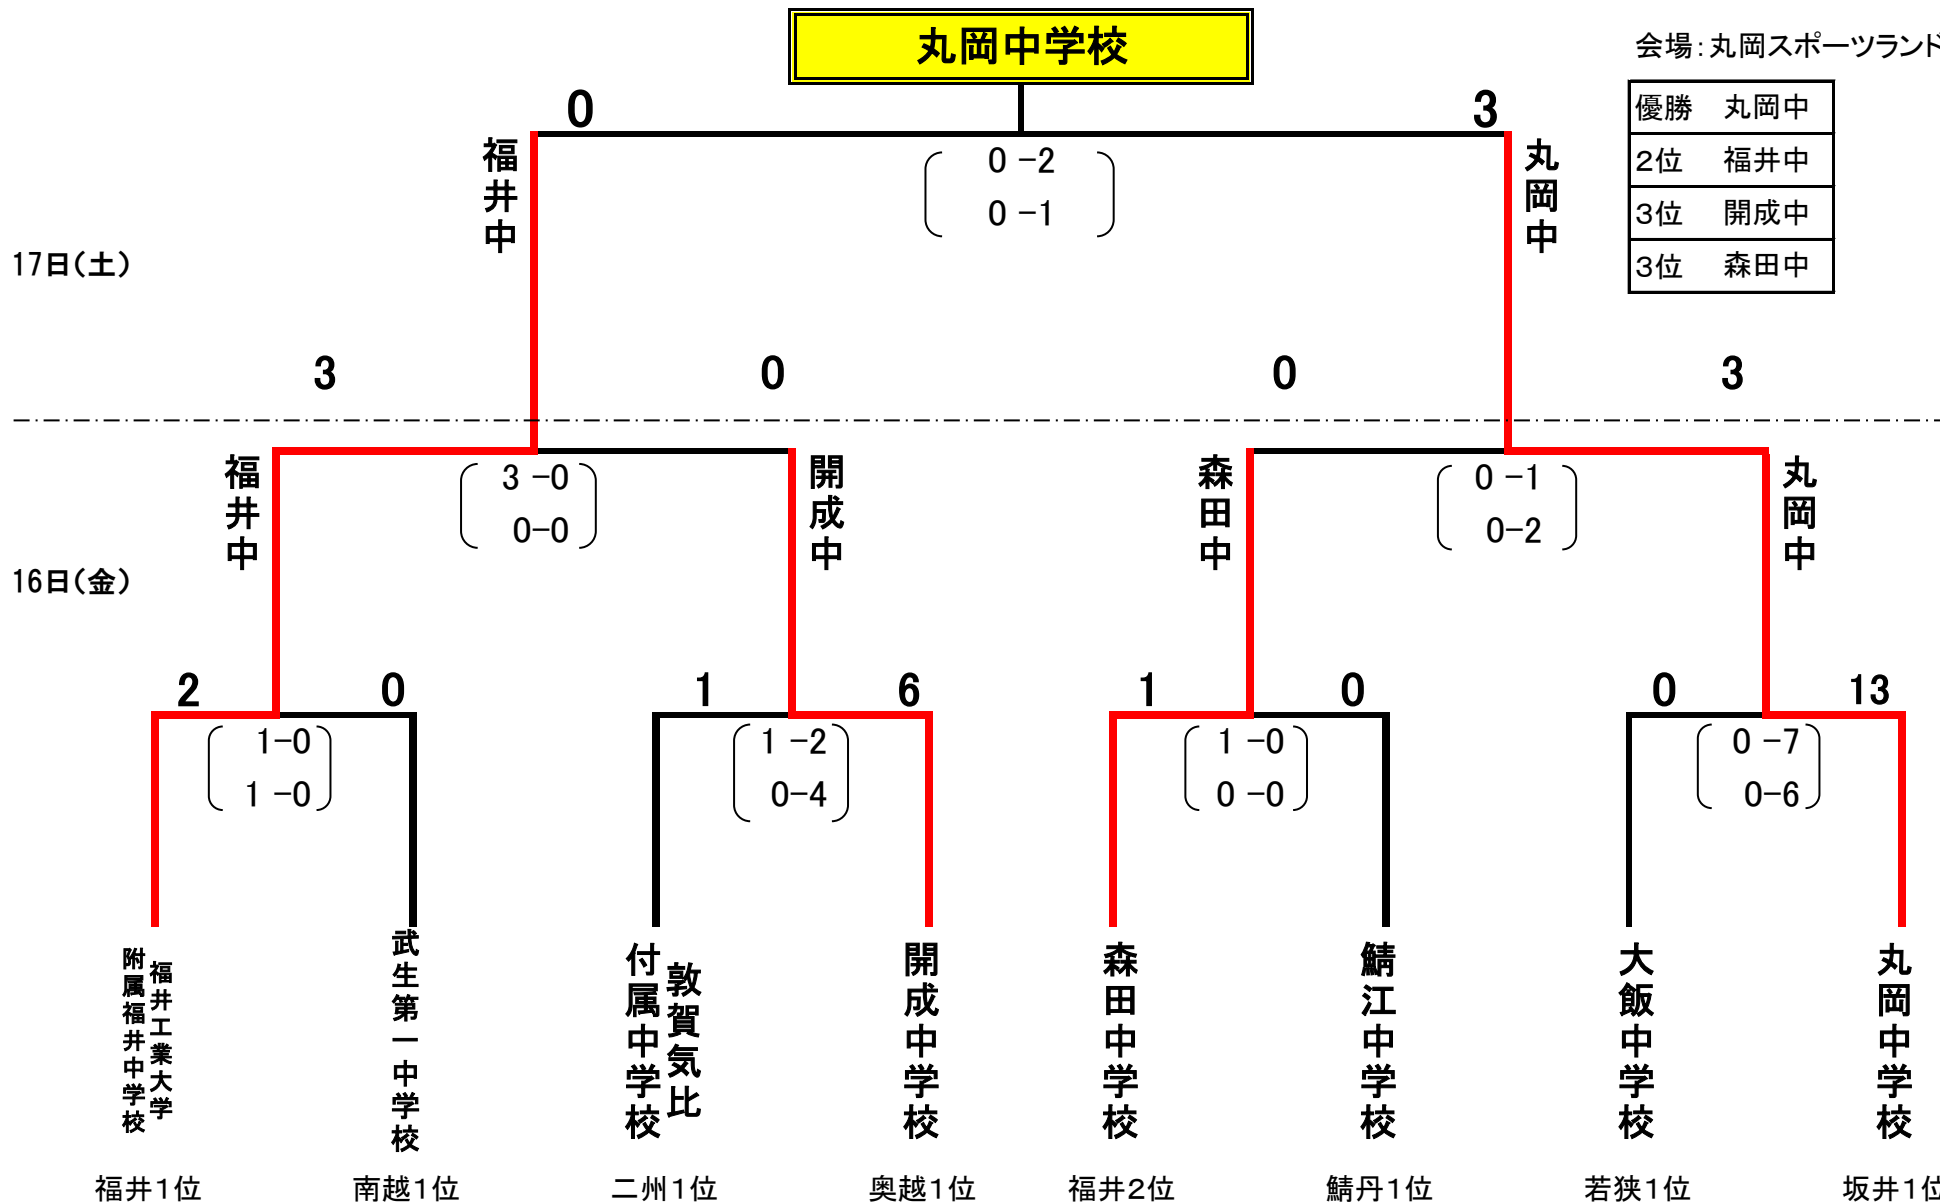 丸岡中学校
会場:丸岡スポーツランド
優勝 丸岡中
2位 福井中
3位 開成中
3位 森田中
0 3
福井中
0 -2
0 -1
丸岡中
17日(土)
3 0 0 3
福井中
3 -0
0-0
開成中
森田中
0 -1
0-2
丸岡中
16日(金)
2 0 1 6 1 0 0 13
1-0
1 -0
1 -2
0-4
1 -0
0 -0
0 -7
0-6
福井工業大学
附属福井中学校
武生第一中学校
敦賀気比
付属中学校
開成中学校
森田中学校
鯖江中学校
大飯中学校
丸岡中学校
福井1位 南越1位 二州1位 奥越1位 福井2位 鯖丹1位 若狭1位 坂井1位